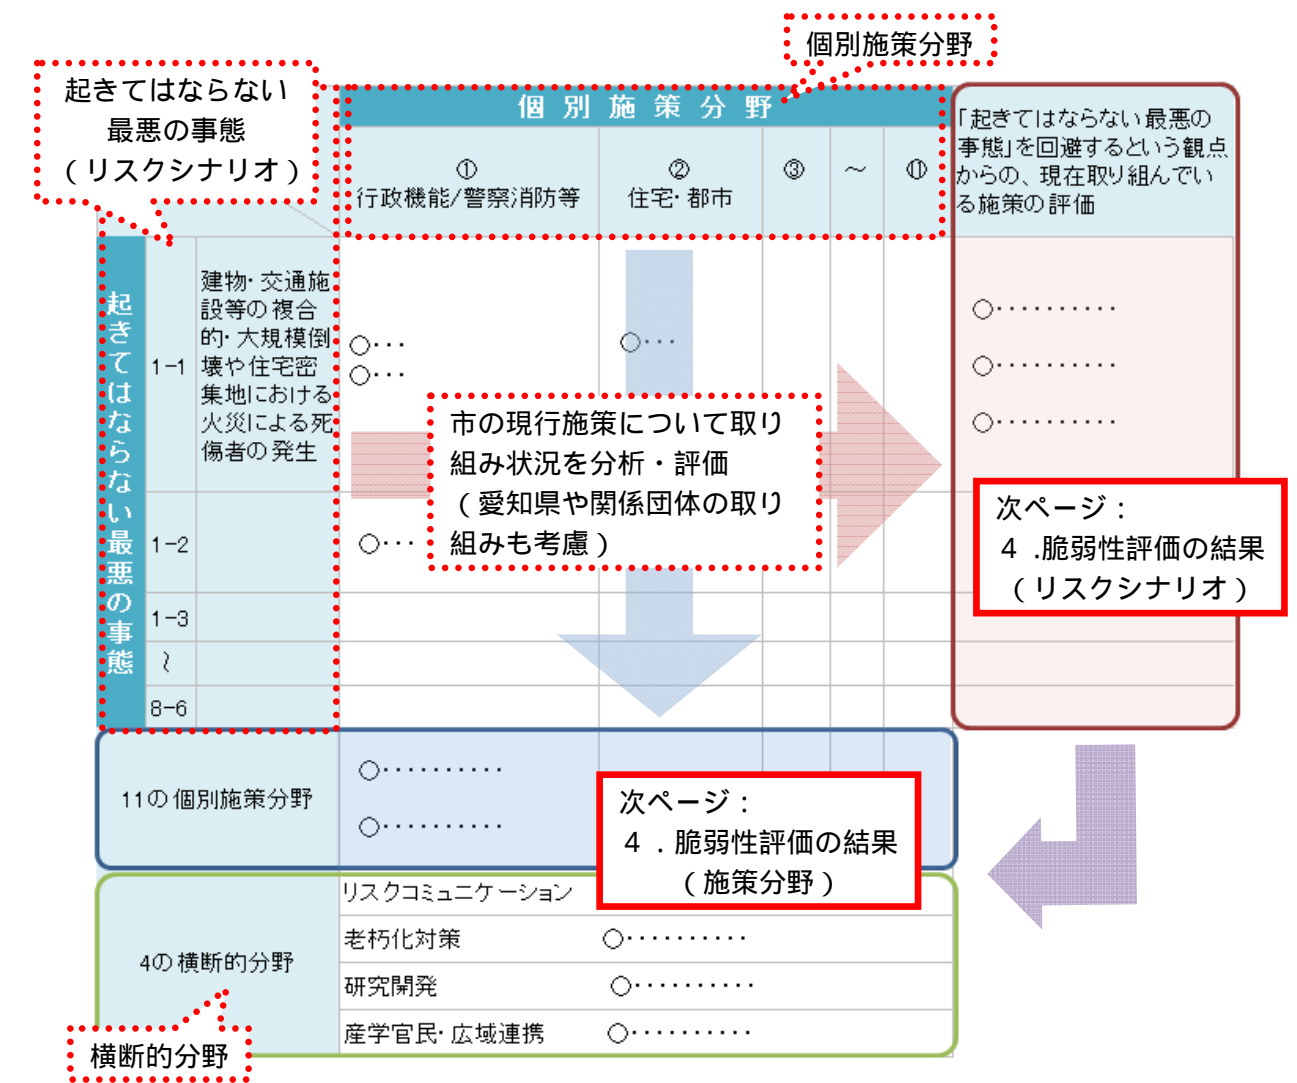 個別施策分野
起きてはならない
最悪の事態
（リスクシナリオ）
個別施策分野
①
行政機能/警察消防等
②
住宅・都市
③
～
⑪
「起きてはならない最悪の
事態」を回避するという観点
からの、現在取り組んでい
る施策の評価
起きてはならない最悪の事態
1-1
建物・交通施
設等の複合
的・大規模倒
壊や住宅密
集地における
火災による死
傷者の発生
○･･･
○･･･
○･･･
○･･････････
○･･････････
○･･････････
市の現行施策について取り
組み状況を分析・評価
（愛知県や関係団体の取り
組みも考慮）
次ページ：
４．脆弱性評価の結果
（リスクシナリオ）
1-2
○･･･
1-3
～
8-6
11の個別施策分野
○･･････････
○･･････････
次ページ：
４．脆弱性評価の結果
（施策分野）
4の横断的分野
リスクコミュニケーション
老朽化対策
○･･････････
研究開発
○･･････････
産学官民・広域連携
○･･････････
横断的分野